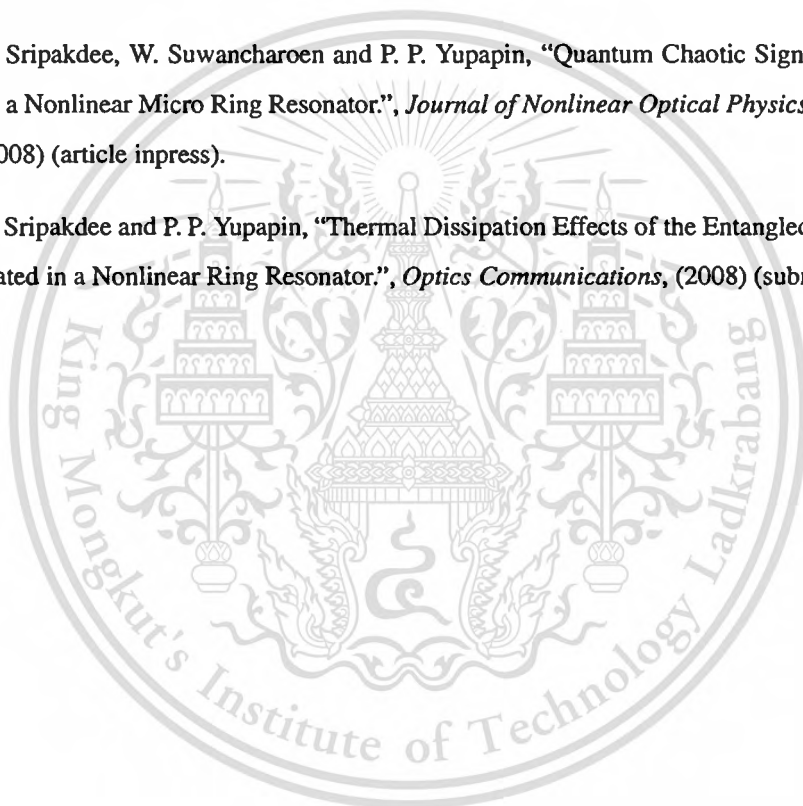 Sripakdee, W. Suwancharoen and P. P. Yupapin, “Quantum Chaotic Sign
a Nonlinear Micro Ring Resonator.”, Journal of Nonlinear Optical Physics
008) (article inpress).
Sripakdee and P. P. Yupapin, “Thermal Dissipation Effects of the Entangled
ated in a Nonlinear Ring Resonator.”, Optics Communications, (2008) (subr
King Mongkut's Institute of Technology Ladkrabang